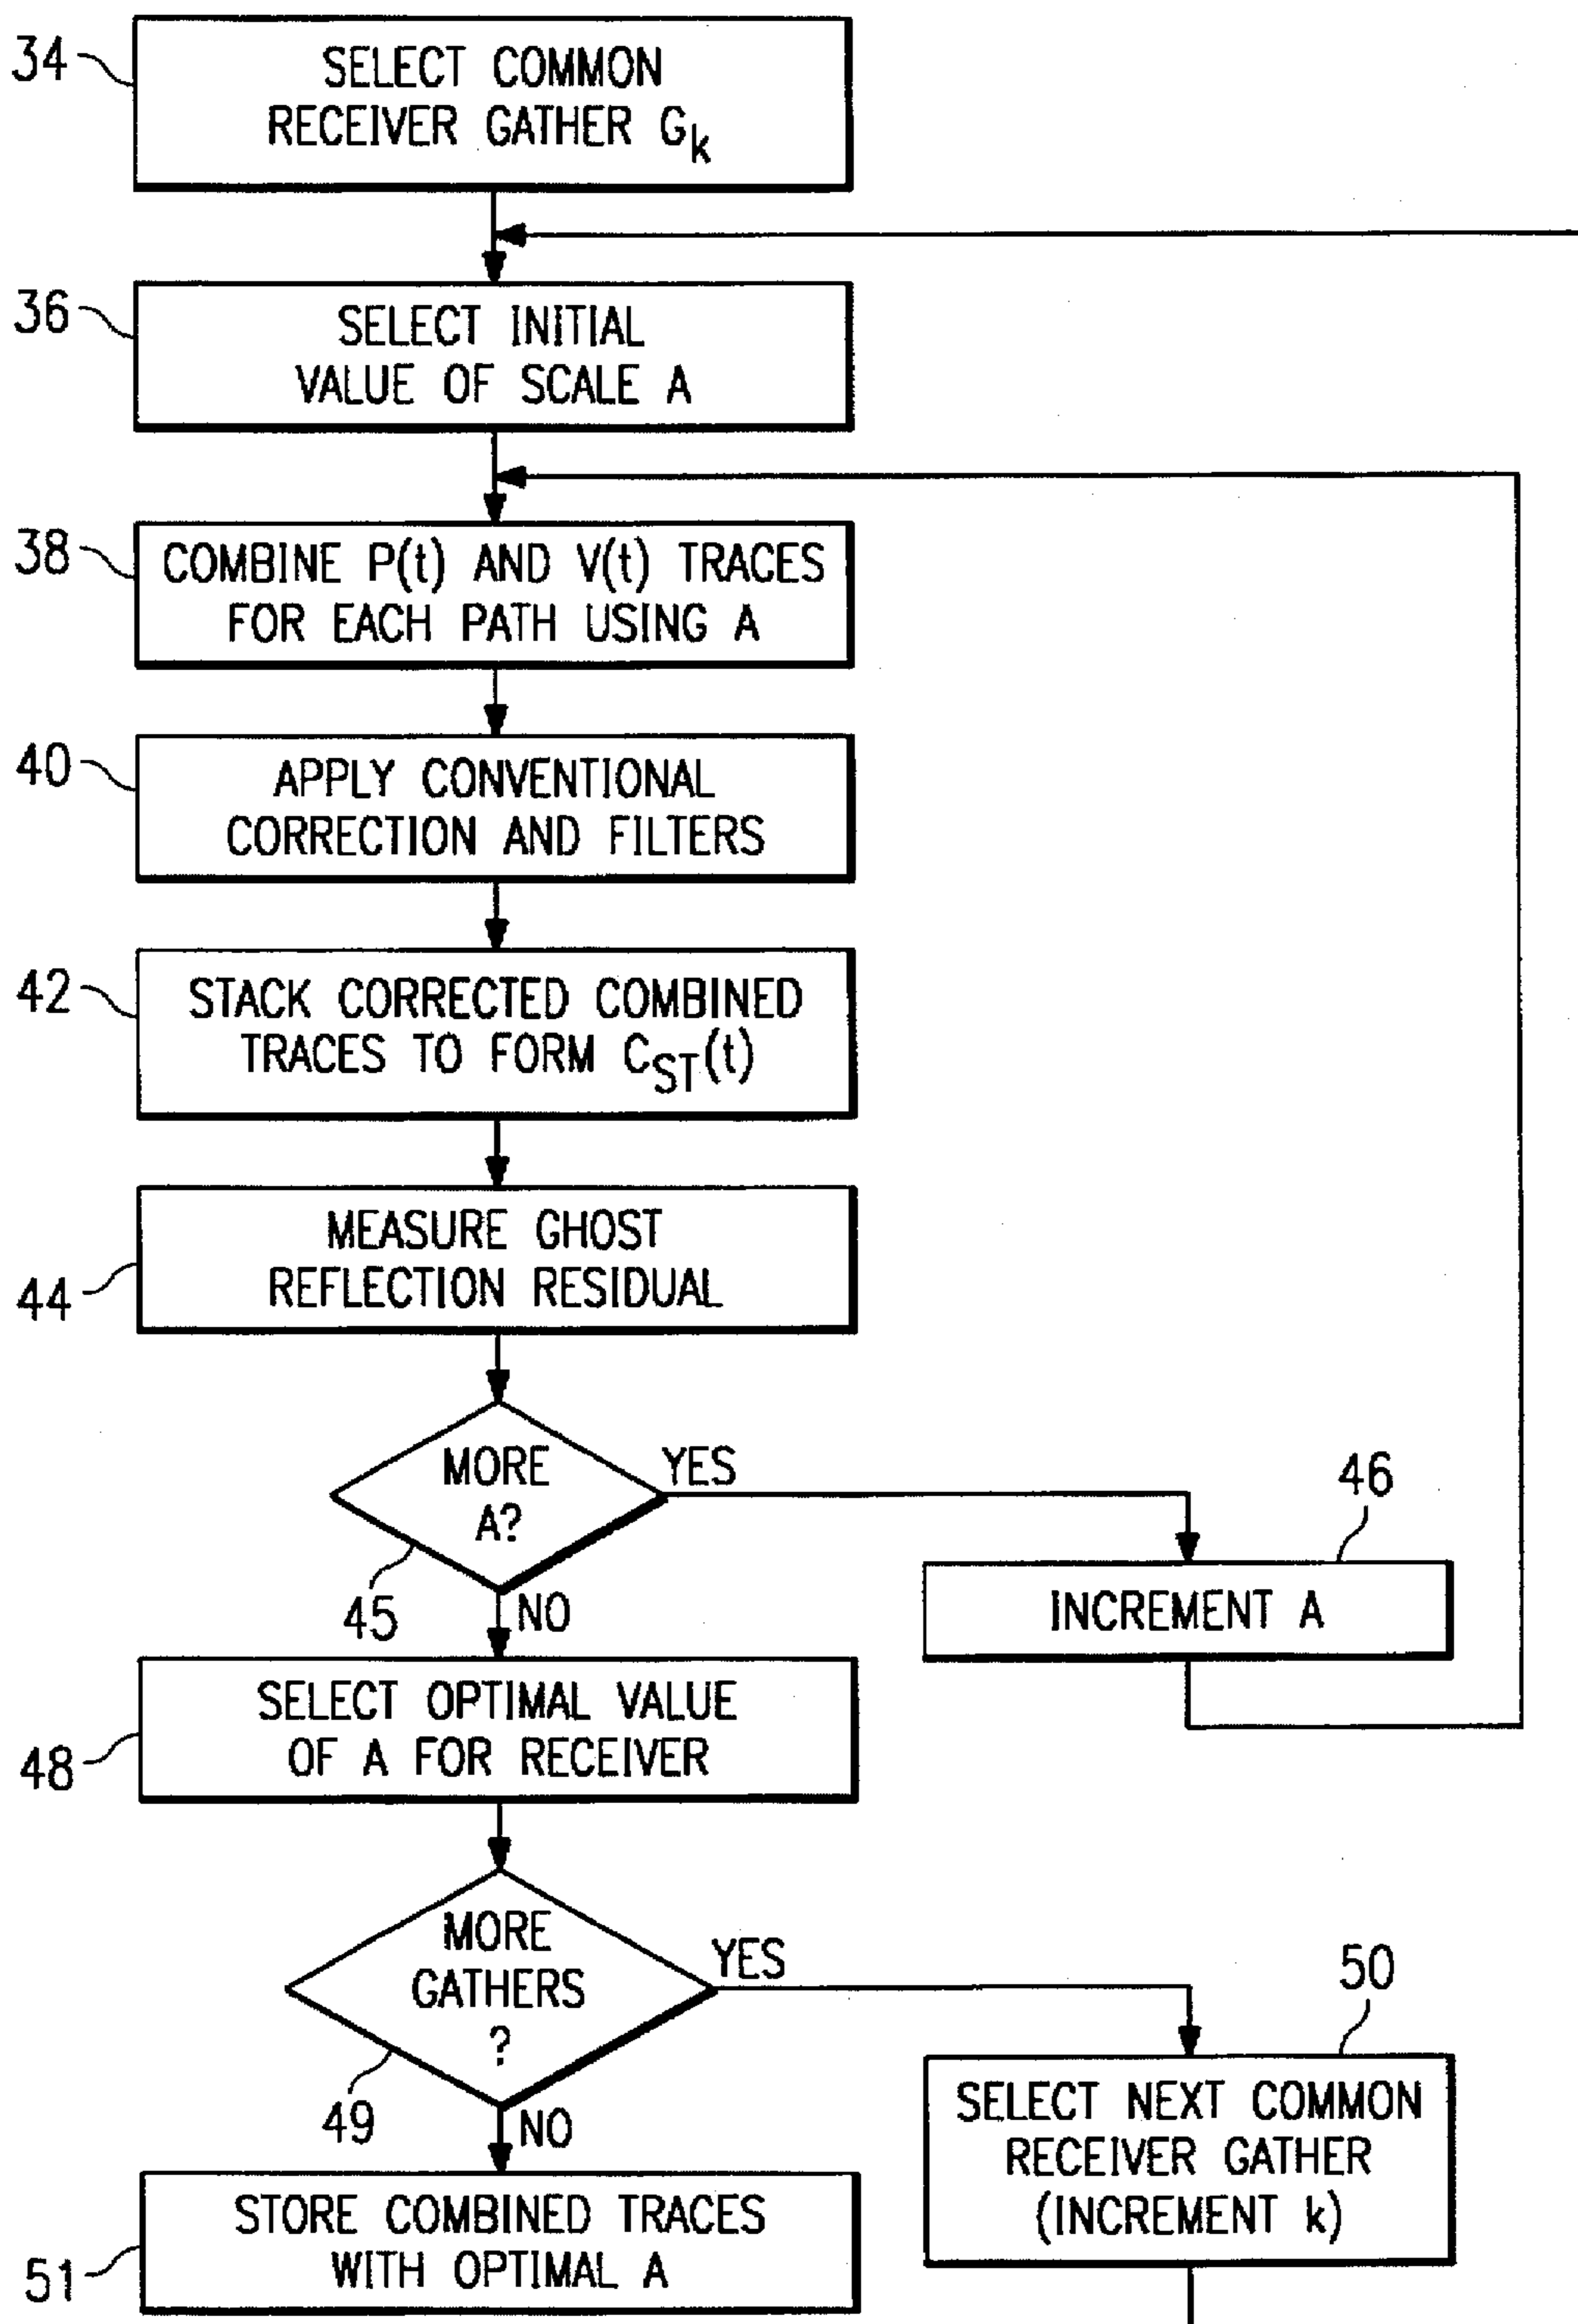 34
SELECT COMMON
RECEIVER GATHER Gk
36
SELECT INITIAL
VALUE OF SCALE A
38
COMBINE P(t) AND V(t) TRACES
FOR EACH PATH USING A
40
APPLY CONVENTIONAL
CORRECTION AND FILTERS
42
STACK CORRECTED COMBINED
TRACES TO FORM CST(t)
44
MEASURE GHOST
REFLECTION RESIDUAL
MORE
A?
YES
45
NO
46
INCREMENT A
48
SELECT OPTIMAL VALUE
OF A FOR RECEIVER
MORE
GATHERS
?
YES
49
NO
50
SELECT NEXT COMMON
RECEIVER GATHER
(INCREMENT k)
51
STORE COMBINED TRACES
WITH OPTIMAL A